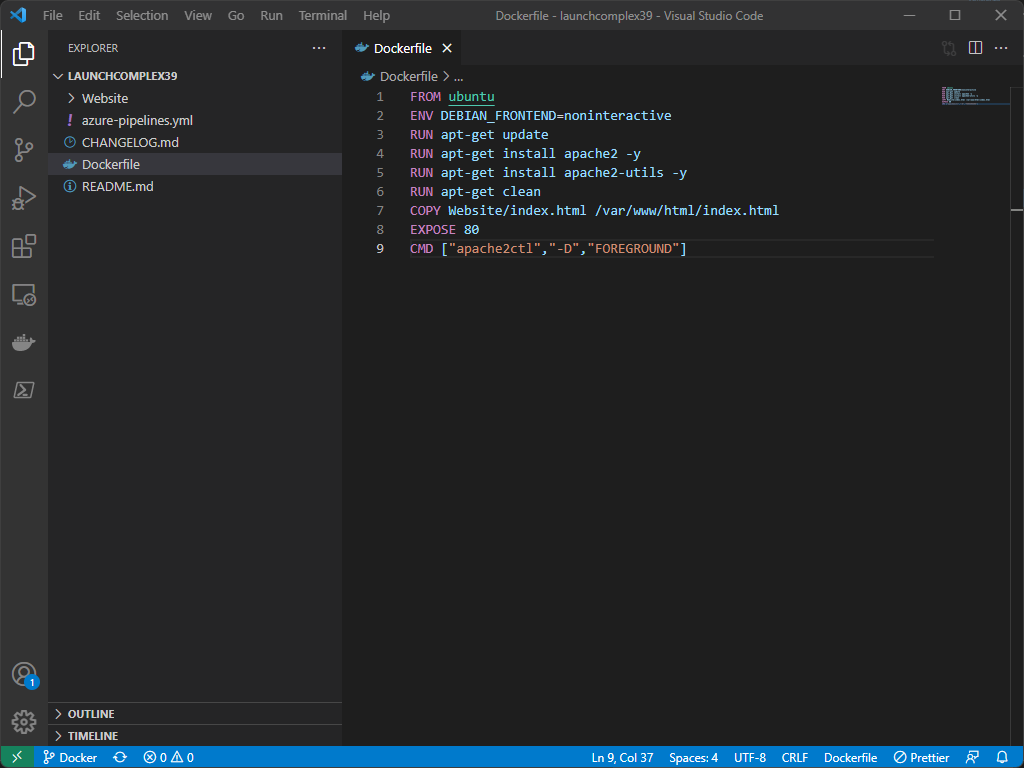 File Edit Selection View Go Run Terminal Help Dockerfile - launchcomplex39 - Visual Studio Code
EXPLORER
Dockerfile
LAUNCHCOMPLEX39
Website
azure-pipelines.yml
CHANGELOG.md
Dockerfile
README.md
Dockerfile > ...
1 FROM ubuntu
2 ENV DEBIAN_FRONTEND=noninteractive
3 RUN apt-get update
4 RUN apt-get install apache2 -y
5 RUN apt-get install apache2-utils -y
6 RUN apt-get clean
7 COPY Website/index.html /var/www/html/index.html
8 EXPOSE 80
9 CMD ["apache2ctl","-D","FOREGROUND"]
1
OUTLINE
TIMELINE
Docker 0 0 Ln 9, Col 37 Spaces: 4 UTF-8 CRLF Dockerfile Prettier